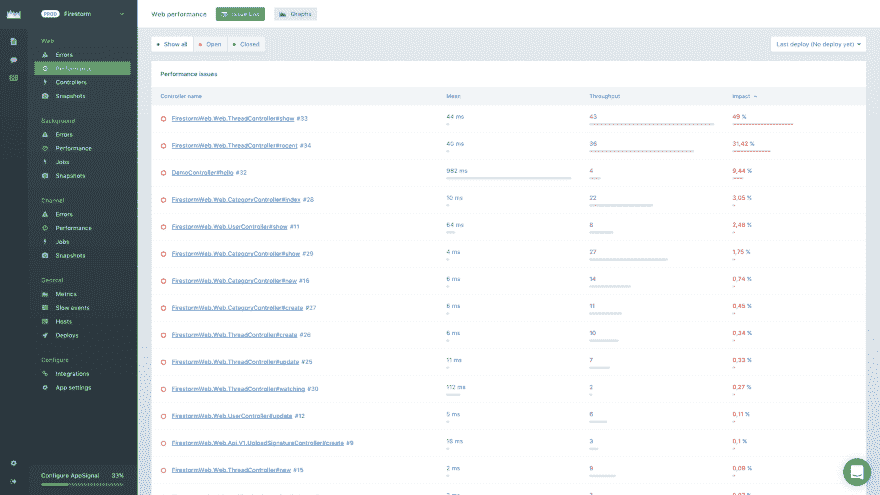 PROD Firestorm
Web
Errors
Performance
Controllers
Snapshots
Background
Errors
Performance
Jobs
Snapshots
Channel
Errors
Performance
Jobs
Snapshots
General
Metrics
Slow events
Hosts
Deploys
Configure
Integrations
App settings
Configure AppSignal 33%
Web performance Issue List Graphs
Show all Open Closed Last deploy (No deploy yet)
Performance issues
Controller name Mean Throughput Impact
FirestormWeb.Web.ThreadController#show #33 44 ms 43 49 %
FirestormWeb.Web.ThreadController#recent #34 36 31,42 %
DemoController#hello #32 982 ms 4 9,44 %
FirestormWeb.Web.CategoryController#index #28 10 ms 22 3,05 %
FirestormWeb.Web.UserController#show #11 64 ms 8 2,46 %
FirestormWeb.Web.CategoryController#show #29 4 ms 27 1,75 %
FirestormWeb.Web.CategoryController#new #16 6 ms 14 0,74 %
FirestormWeb.Web.CategoryController#create #27 6 ms 11 0,45 %
FirestormWeb.Web.ThreadController#create #26 6 ms 10 0,34 %
FirestormWeb.Web.ThreadController#update #25 11 ms 7 0,33 %
FirestormWeb.Web.ThreadController#watching #30 112 ms 2 0,27 %
FirestormWeb.Web.UserController#update #12 5 ms 6 0,11 %
FirestormWeb.Web.Api.V1.UploadSignatureController#create #9 3 0,1 %
FirestormWeb.Web.ThreadController#new #15 2 ms 9 0,08 %